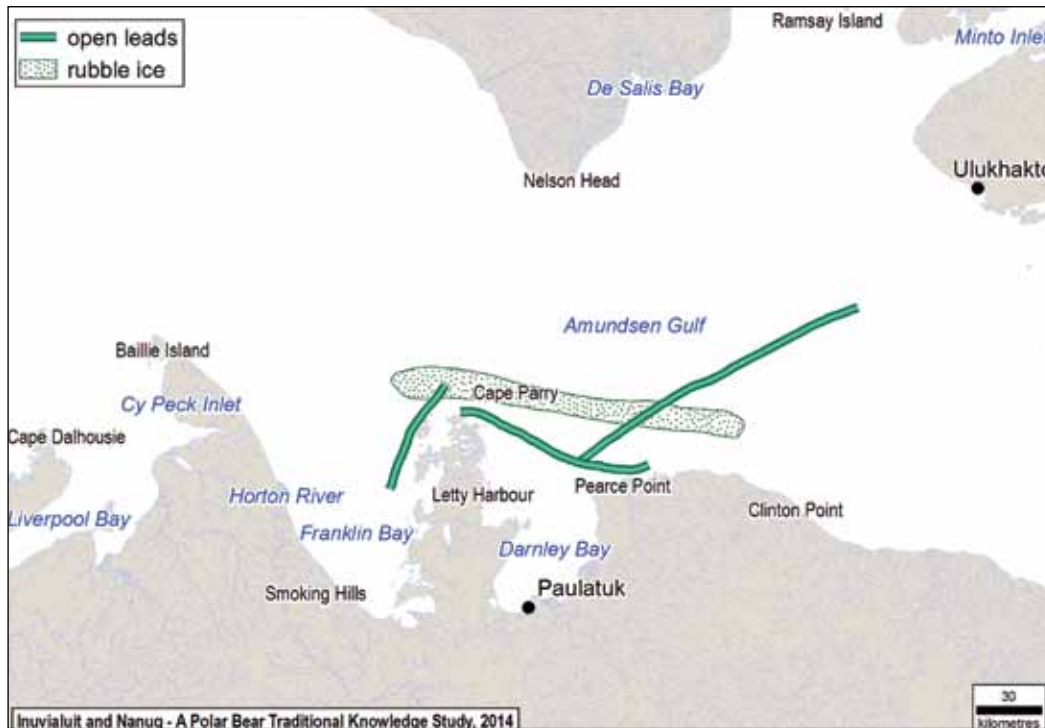 open leads
rubble ice
Ramsay Island
Minto Inlet
De Salis Bay
Nelson Head
Ulukhakto
Amundsen Gulf
Baillie Island
Cape Parry
Cy Peck Inlet
Cape Dalhousie
Horton River
Letty Harbour
Pearce Point
Clinton Point
Liverpool Bay
Franklin Bay
Darnley Bay
Smoking Hills
Paulatuk
30
kilometres
Inuvialuit and Nanuq - A Polar Bear Traditional Knowledge Study, 2014